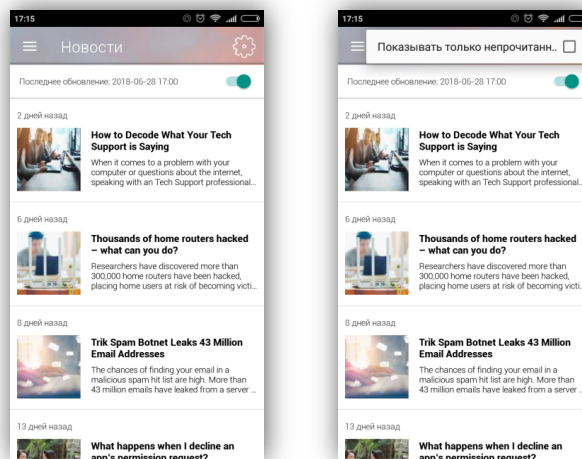 17:15
Новости
Последнее обновление: 2018-06-28 17:00
2 дней назад
How to Decode What Your Tech
Support is Saying
When it comes to a problem with your
computer or questions about the internet,
speaking with an Tech Support professional...
6 дней назад
Thousands of home routers hacked
– what can you do?
Researchers have discovered more than
300,000 home routers have been hacked,
placing home users at risk of becoming victi...
8 дней назад
Trik Spam Botnet Leaks 43 Million
Email Addresses
The chances of finding your email in a
malicious spam hit list are high. More than
43 million emails have leaked from a server ...
13 дней назад
What happens when I decline an
app's permission request?
17:15
Показывать только непрочитанн..
Последнее обновление: 2018-06-28 17:00
2 дней назад
How to Decode What Your Tech
Support is Saying
When it comes to a problem with your
computer or questions about the internet,
speaking with an Tech Support professional..
6 дней назад
Thousands of home routers hacked
– what can you do?
Researchers have discovered more than
300,000 home routers have been hacked,
placing home users at risk of becoming victi.
8 дней назад
Trik Spam Botnet Leaks 43 Million
Email Addresses
The chances of finding your email in a
malicious spam hit list are high. More than
43 million emails have leaked from a server ..
13 дней назад
What happens when I decline an
app's permission request?